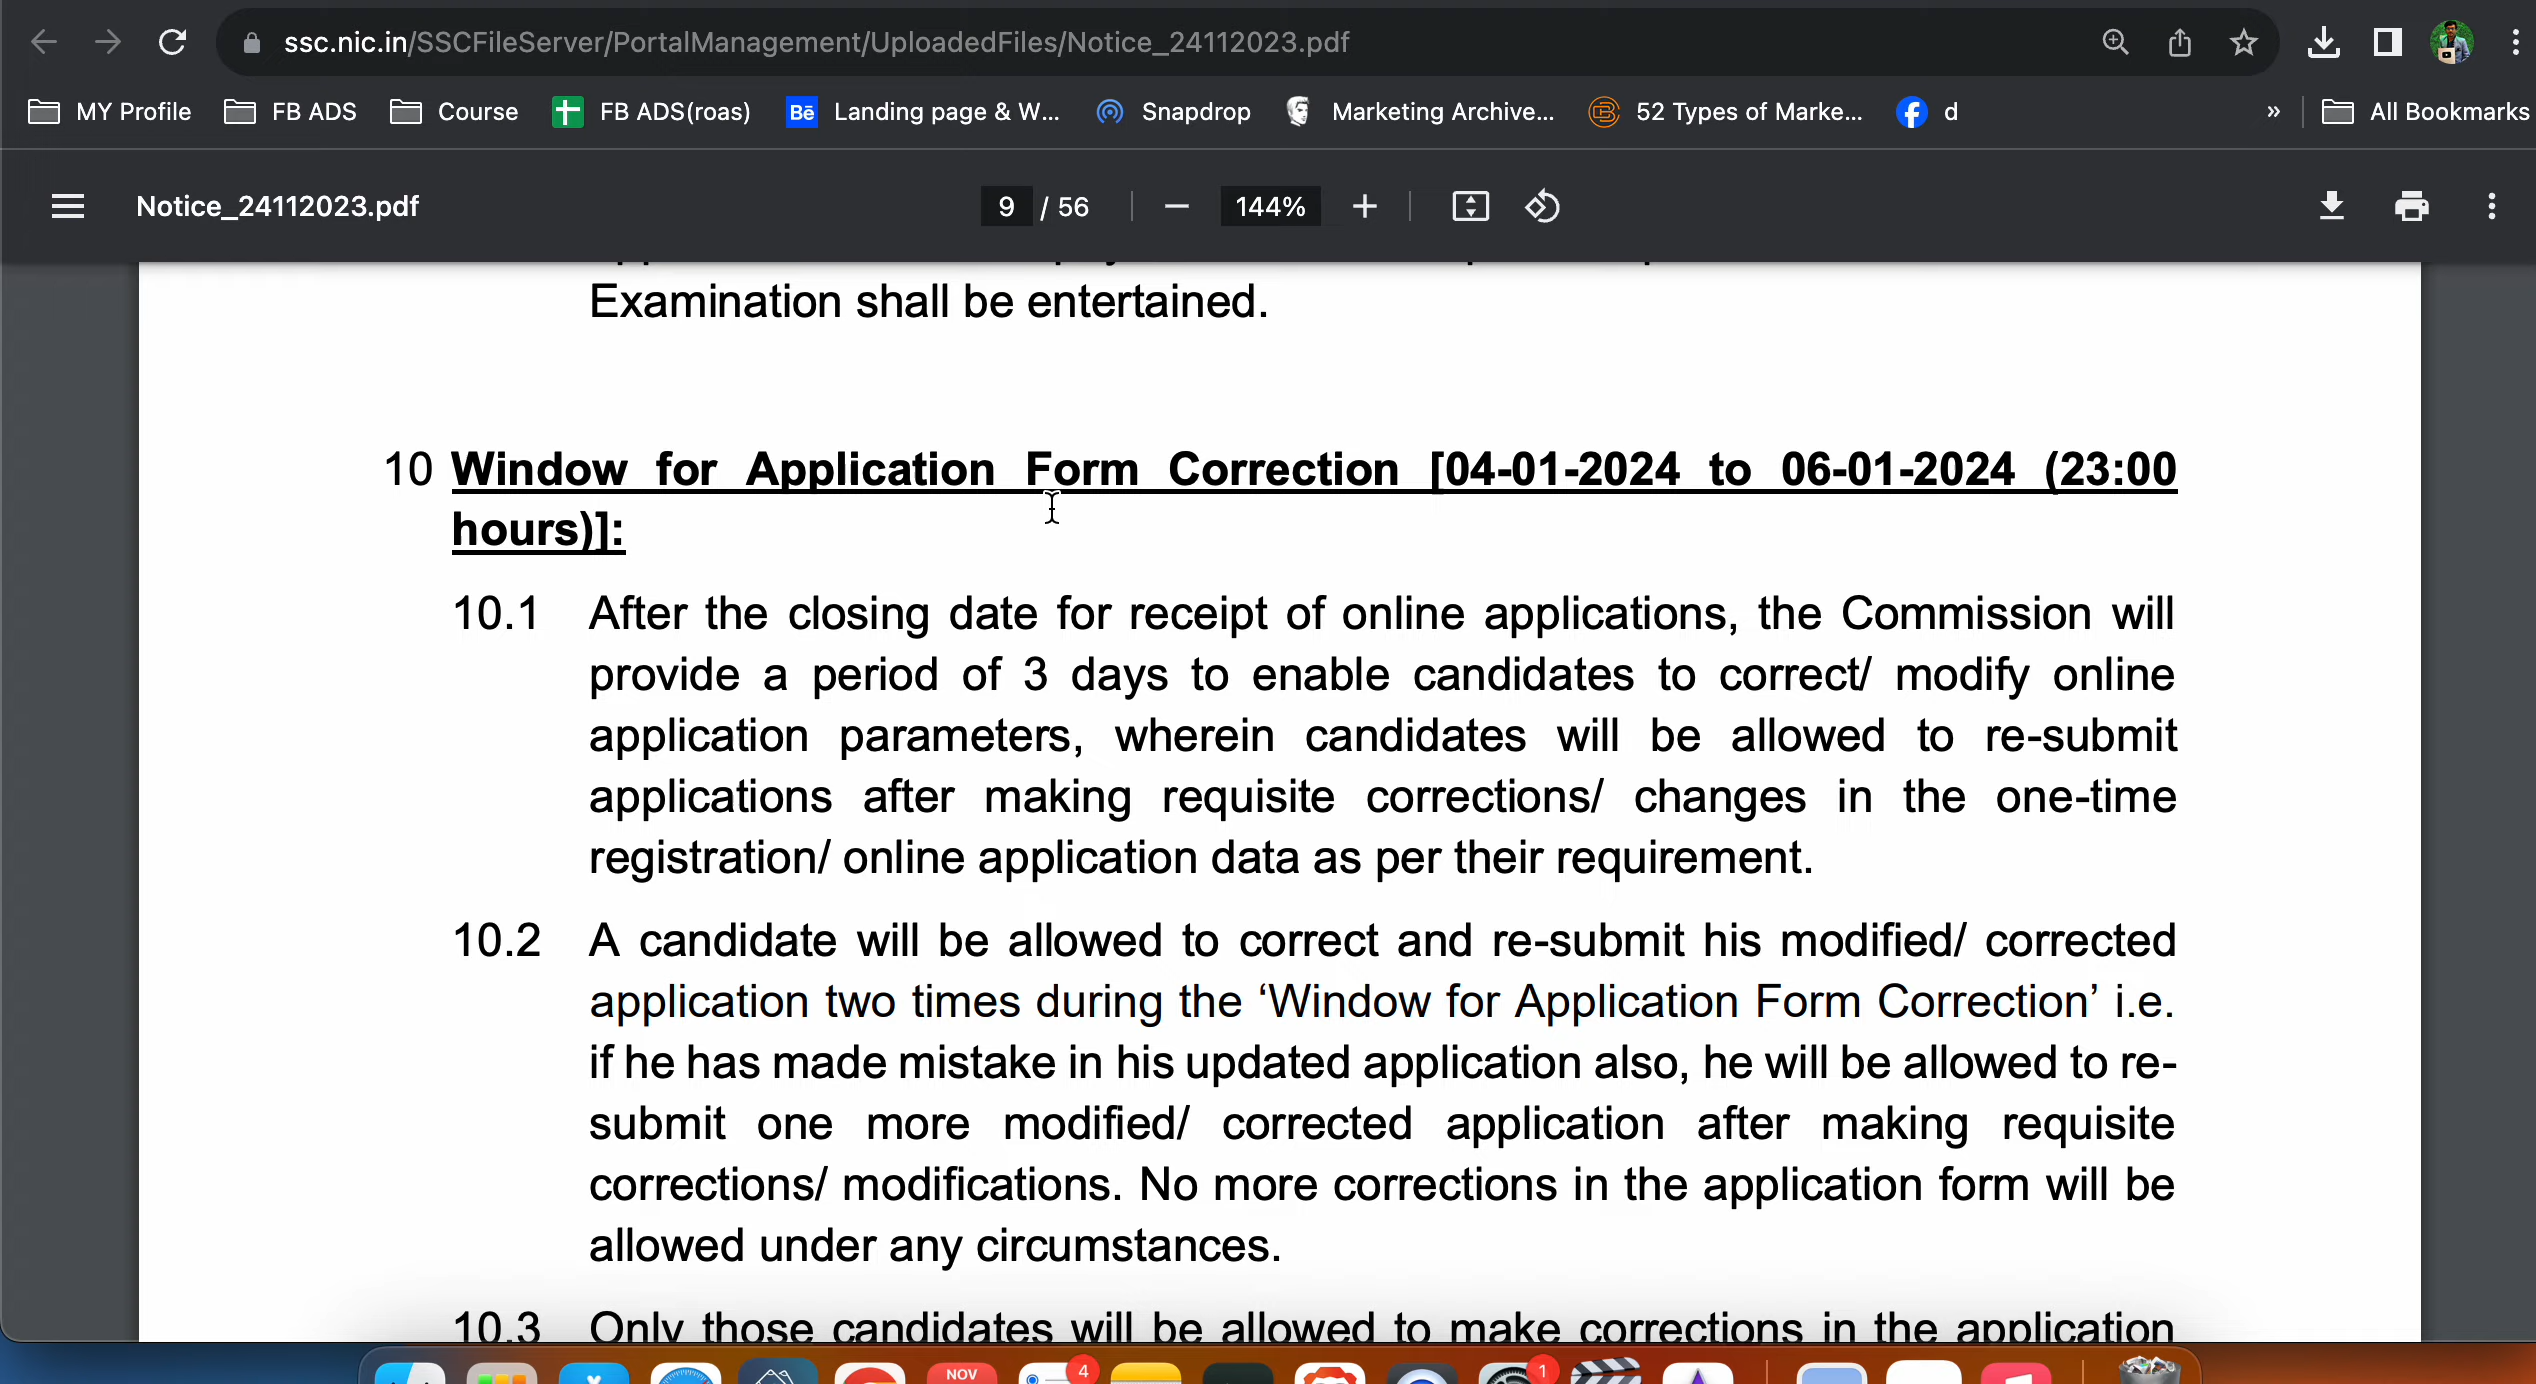 ssc.nic.in/SSCFileServer/PortalManagement/UploadedFiles/Notice_24112023.pdf
MY Profile FB ADS Course FB ADS(roas) Bē Landing page & W... Snapdrop Marketing Archive... 52 Types of Marke... d » All Bookmarks
Notice_24112023.pdf 9 / 56 144%
Examination shall be entertained.
10 Window for Application Form Correction [04-01-2024 to 06-01-2024 (23:00
hours)]:
10.1 After the closing date for receipt of online applications, the Commission will
provide a period of 3 days to enable candidates to correct/ modify online
application parameters, wherein candidates will be allowed to re-submit
applications after making requisite corrections/ changes in the one-time
registration/ online application data as per their requirement.
10.2 A candidate will be allowed to correct and re-submit his modified/ corrected
application two times during the ‘Window for Application Form Correction’ i.e.
if he has made mistake in his updated application also, he will be allowed to re-
submit one more modified/ corrected application after making requisite
corrections/ modifications. No more corrections in the application form will be
allowed under any circumstances.
10.3 Only those candidates will be allowed to make corrections in the application
NOV 4 1